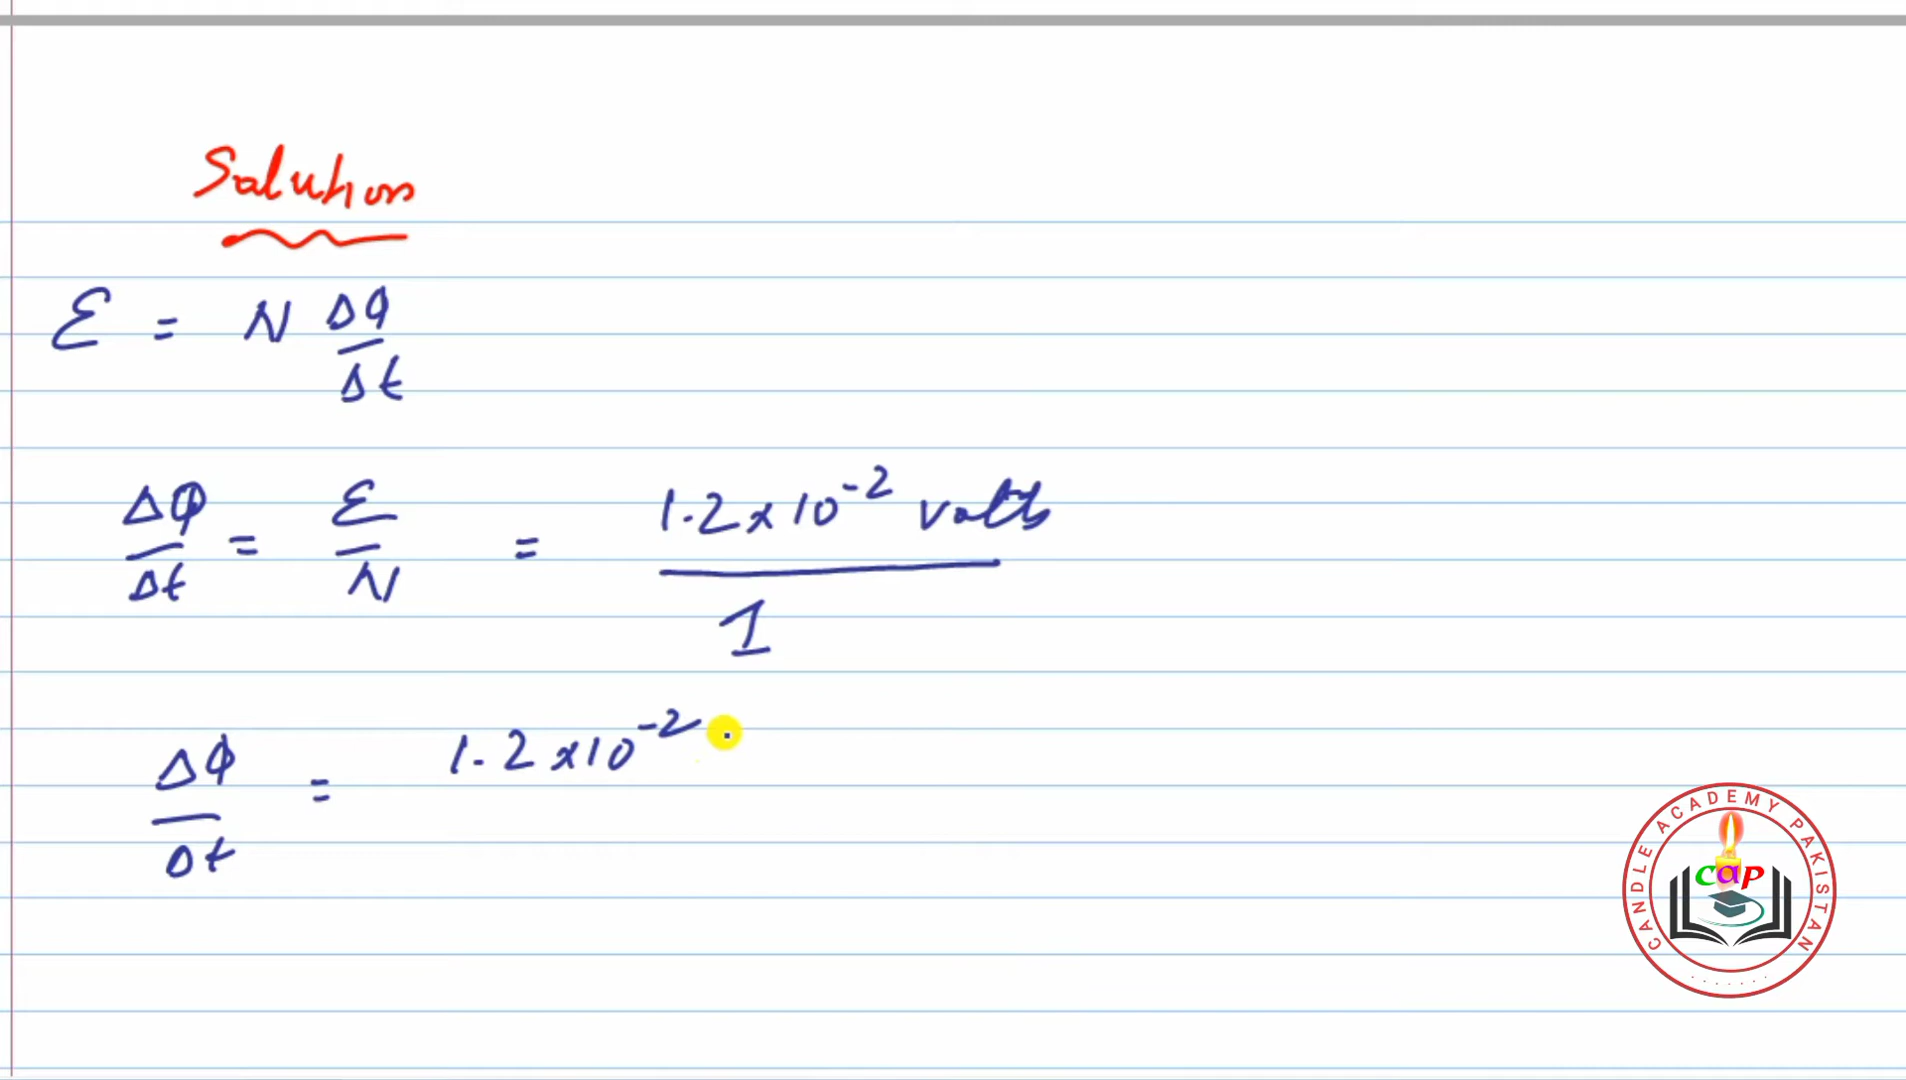 Solution
ℰ = N Δφ/Δt
Δφ/Δt = ℰ/N = 1.2×10⁻² volts/1
Δφ/Δt = 1.2×10⁻²
CANDLE ACADEMY PAKISTAN
CaP